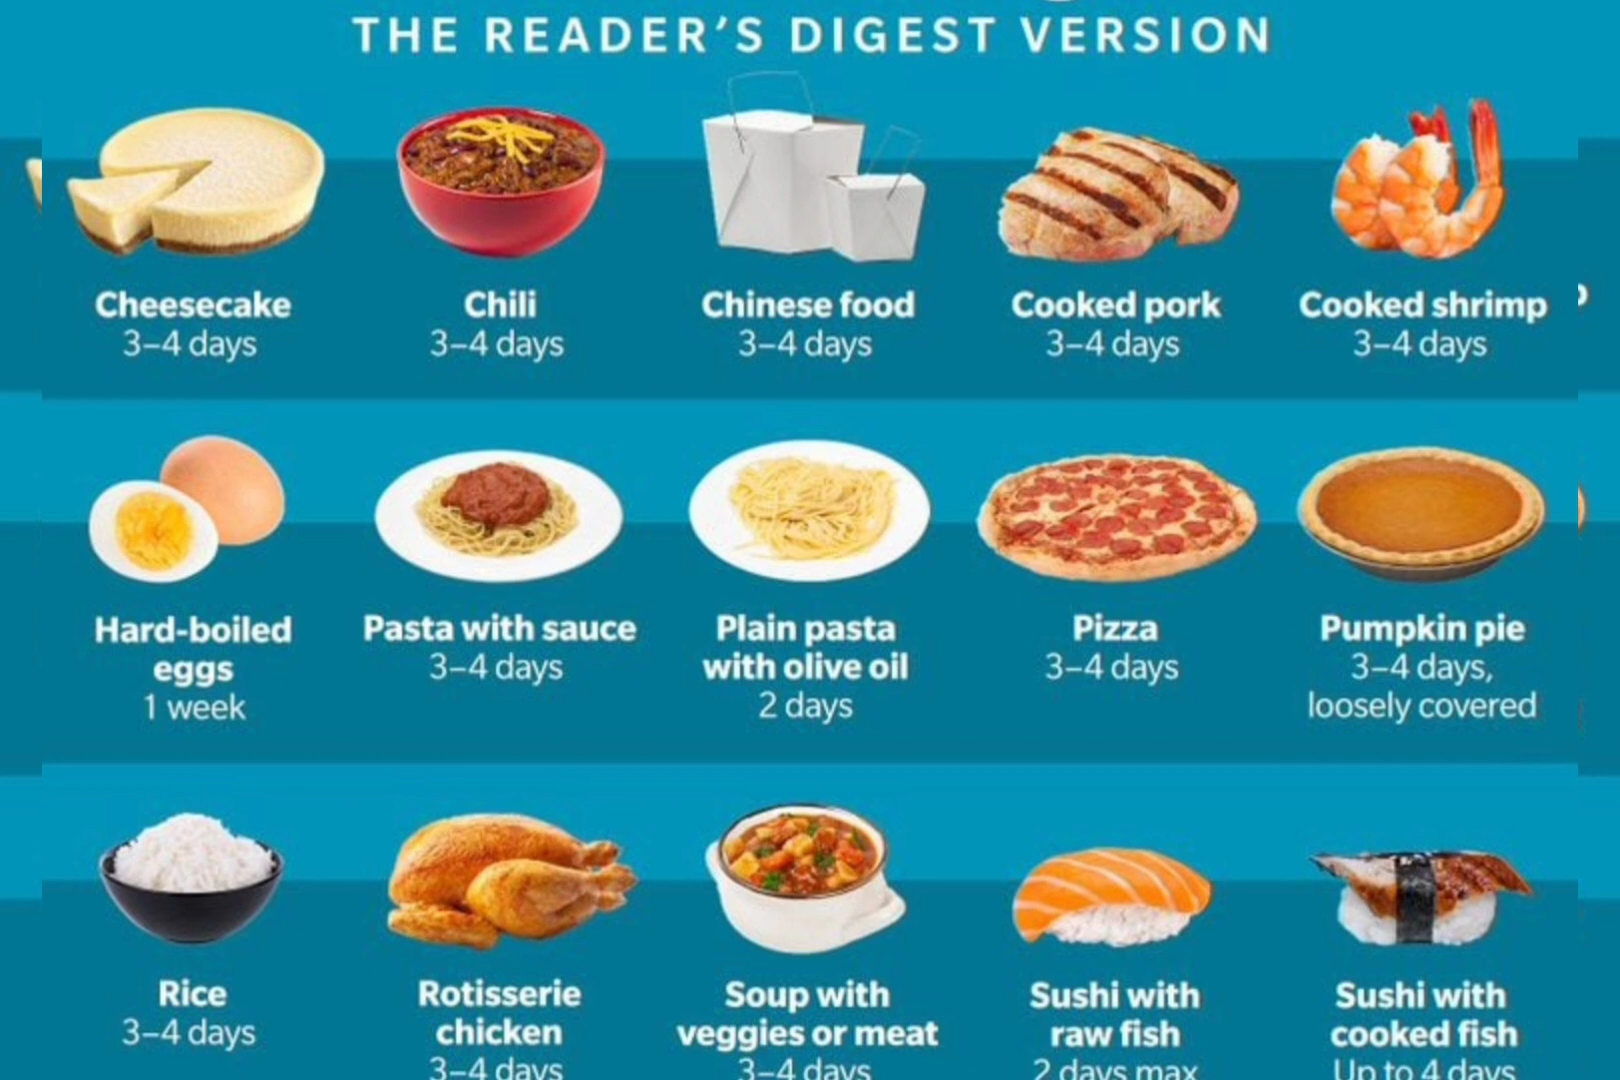 THE READER'S DIGEST VERSION
Cheesecake
3–4 days
Chili
3–4 days
Chinese food
3–4 days
Cooked pork
3–4 days
Cooked shrimp
3–4 days
Hard-boiled
eggs
1 week
Pasta with sauce
3–4 days
Plain pasta
with olive oil
2 days
Pizza
3–4 days
Pumpkin pie
3–4 days,
loosely covered
Rice
3–4 days
Rotisserie
chicken
3–4 days
Soup with
veggies or meat
3–4 days
Sushi with
raw fish
2 days max
Sushi with
cooked fish
Up to 4 days